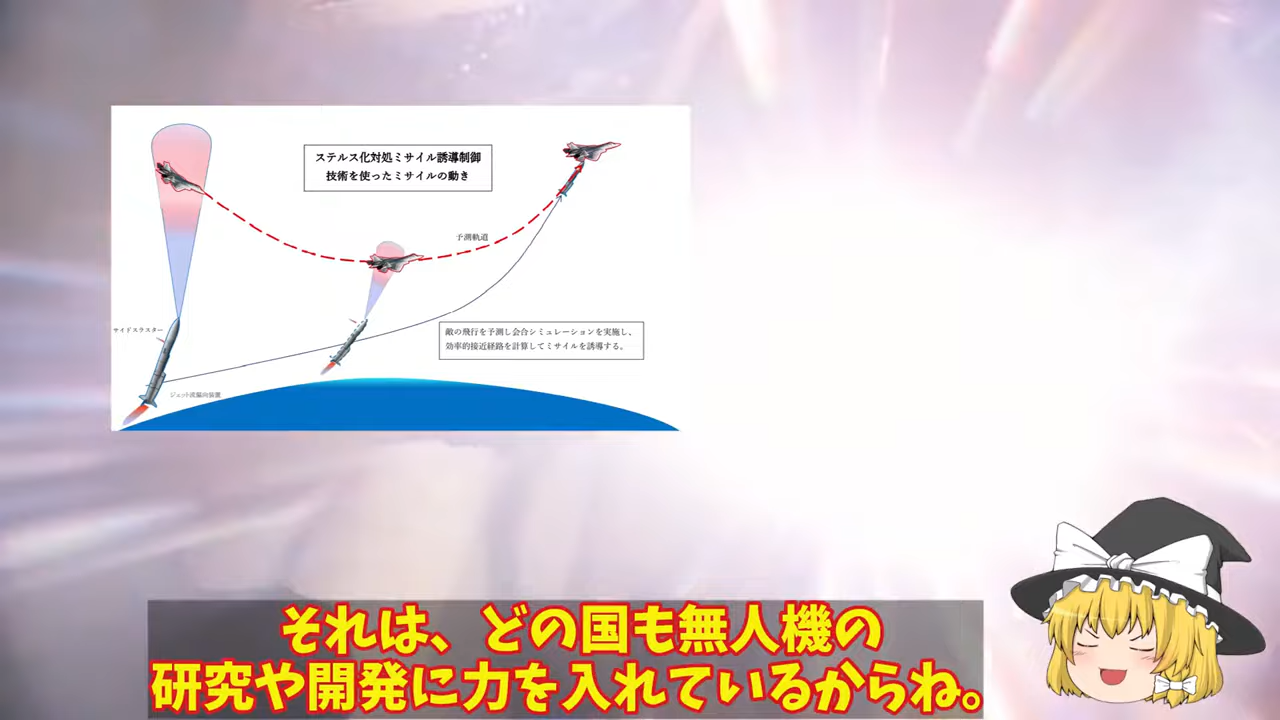 ステルス化対処ミサイル誘導制御
技術を使ったミサイルの動き
予測軌道
サイドスラスター
敵の飛行を予測し会合シミュレーションを実施し、
効率的接近経路を計算してミサイルを誘導する。
ジェット流偏向装置
それは、どの国も無人機の
研究や開発に力を入れているからね。